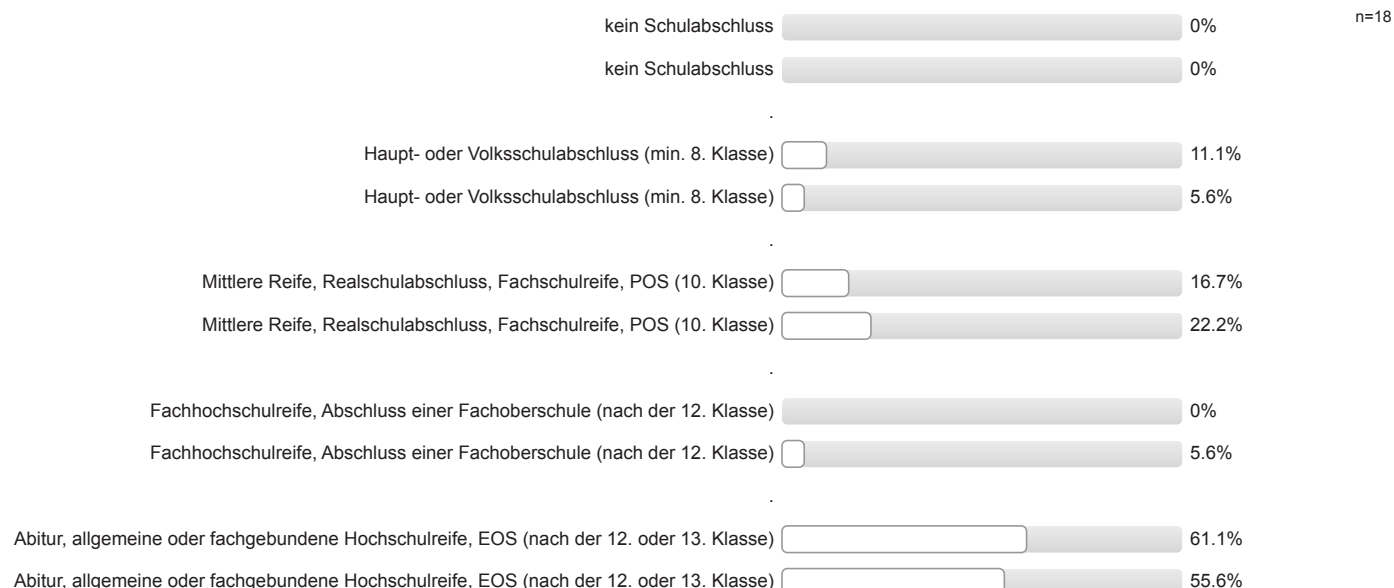 kein Schulabschluss 0% n=18
kein Schulabschluss 0%
.
Haupt- oder Volksschulabschluss (min. 8. Klasse) 11.1%
Haupt- oder Volksschulabschluss (min. 8. Klasse) 5.6%
.
Mittlere Reife, Realschulabschluss, Fachschulreife, POS (10. Klasse) 16.7%
Mittlere Reife, Realschulabschluss, Fachschulreife, POS (10. Klasse) 22.2%
.
Fachhochschulreife, Abschluss einer Fachoberschule (nach der 12. Klasse) 0%
Fachhochschulreife, Abschluss einer Fachoberschule (nach der 12. Klasse) 5.6%
.
Abitur, allgemeine oder fachgebundene Hochschulreife, EOS (nach der 12. oder 13. Klasse) 61.1%
Abitur, allgemeine oder fachgebundene Hochschulreife, EOS (nach der 12. oder 13. Klasse) 55.6%